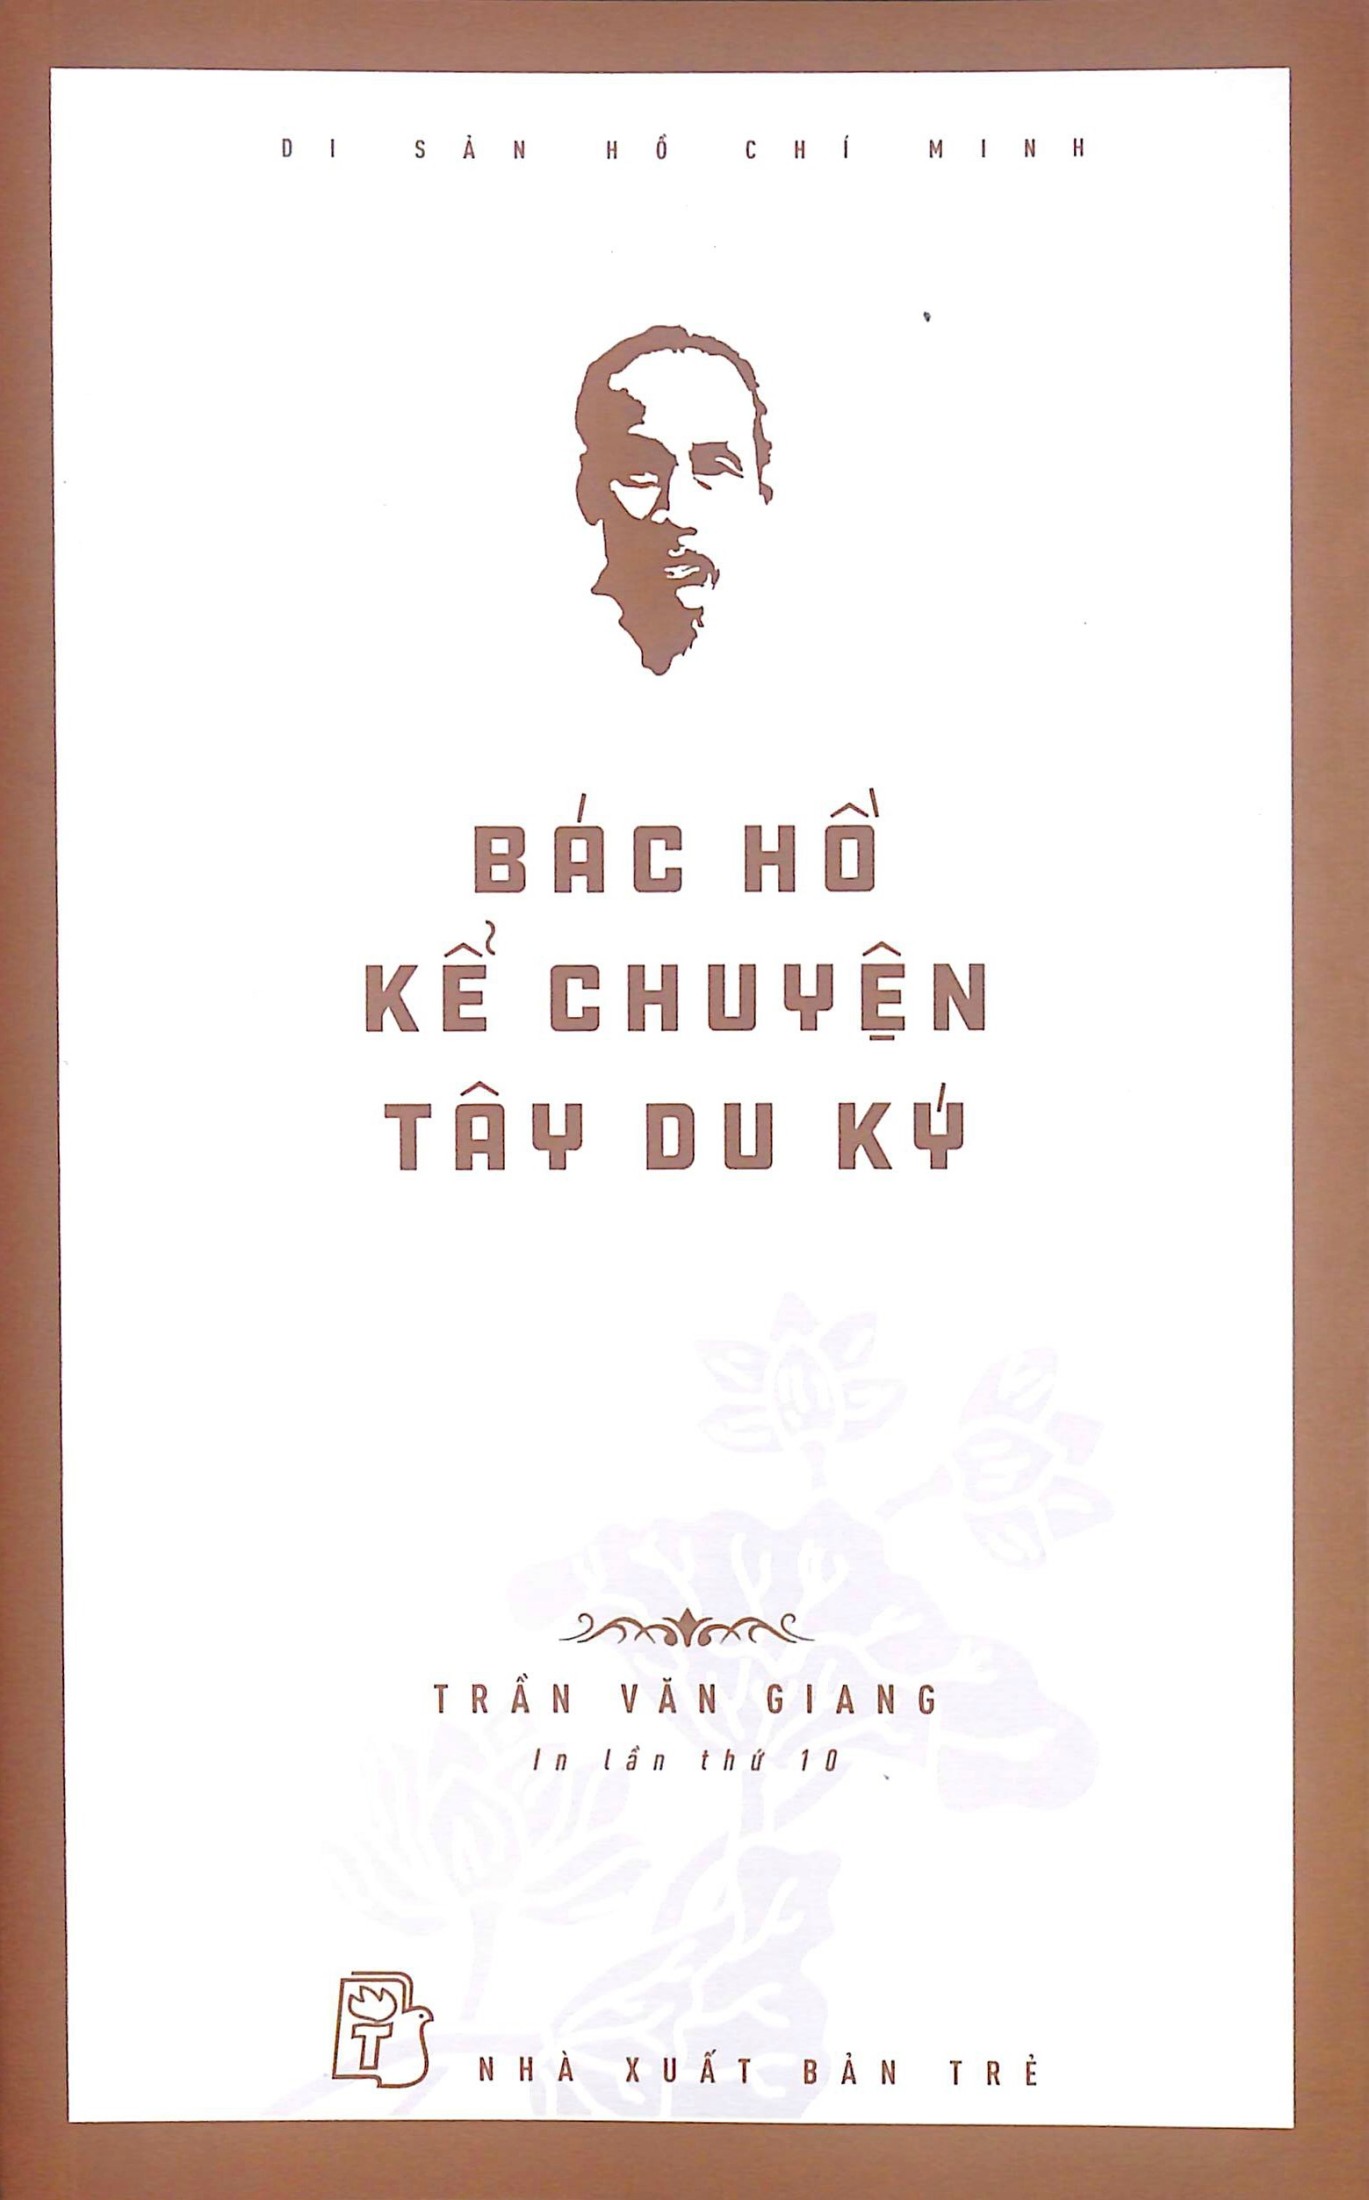 DI SẢN HỒ CHÍ MINH
BÁC HỒ
KỂ CHUYỆN
TÂY DU KÝ
TRẦN VĂN GIANG
In lần thứ 10
T
NHÀ XUẤT BẢN TRẺ